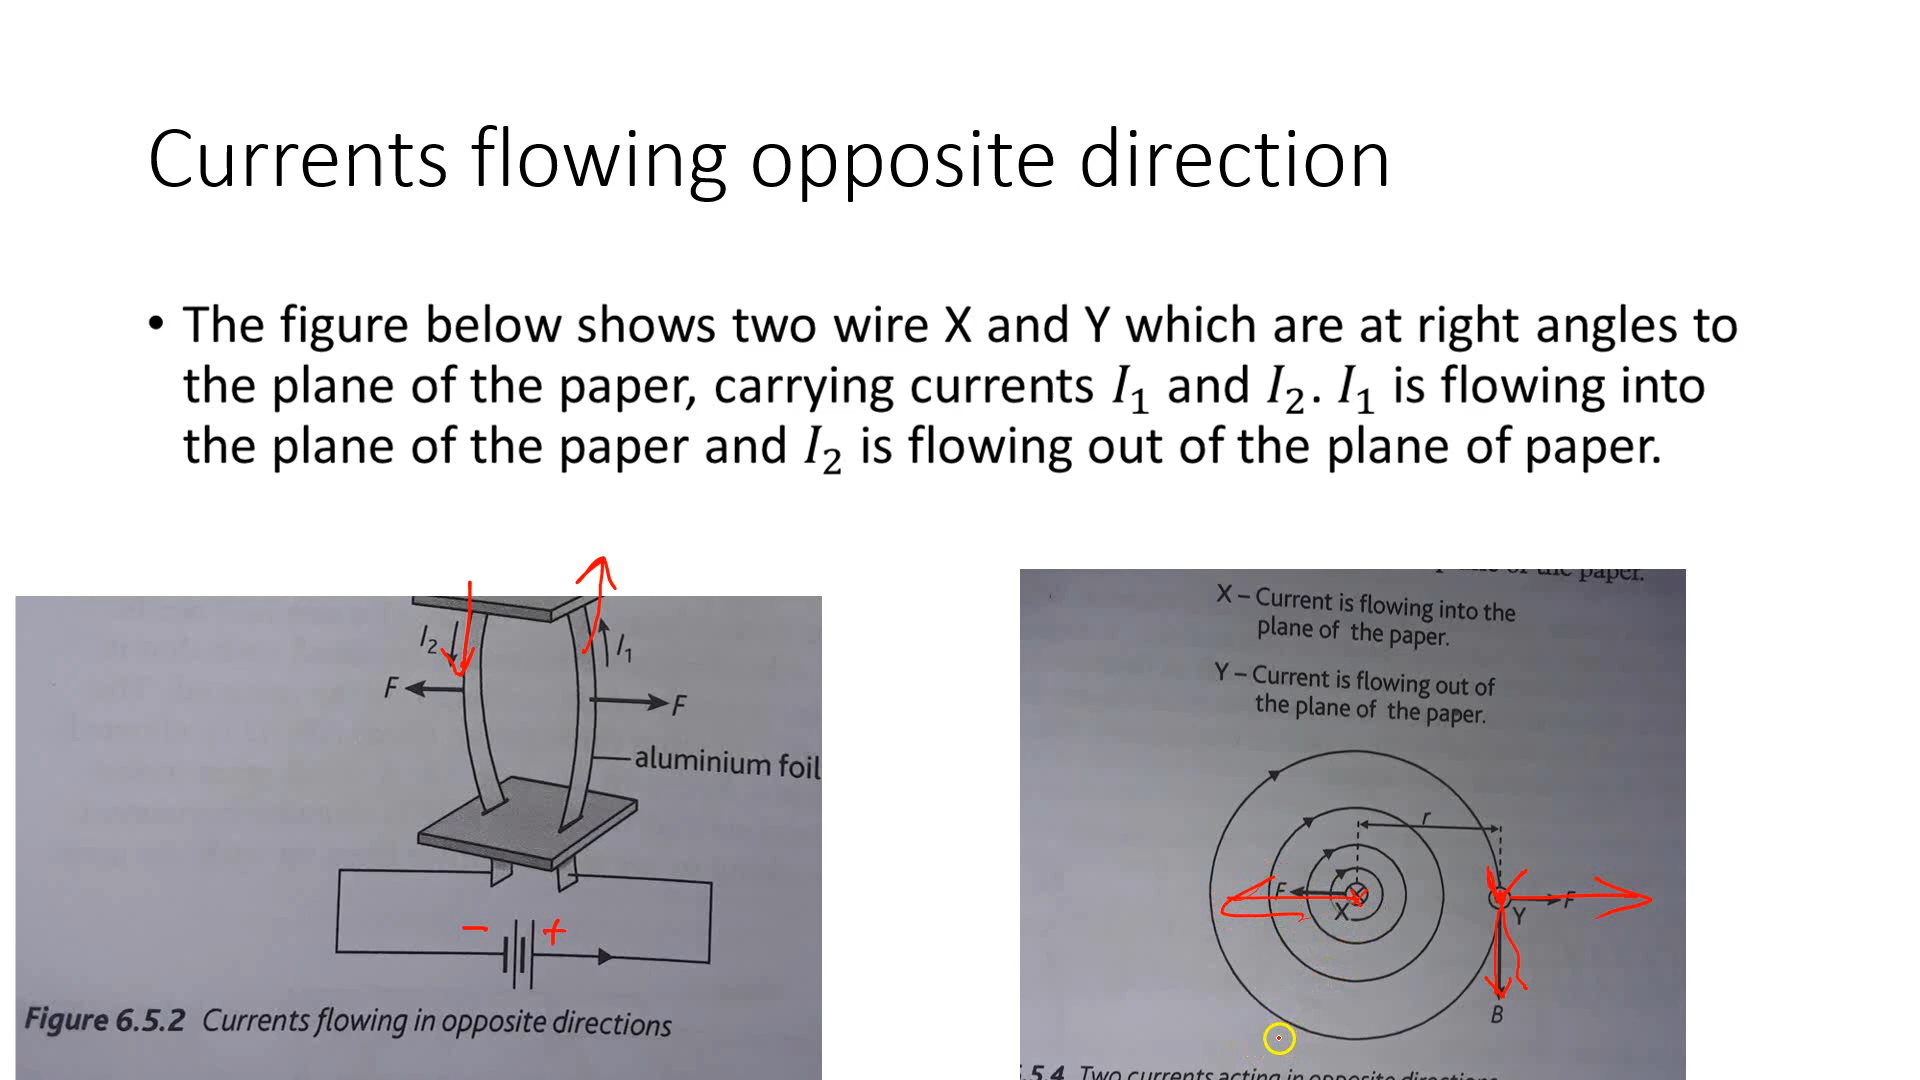 Currents flowing opposite direction
• The figure below shows two wire X and Y which are at right angles to
the plane of the paper, carrying currents I₁ and I₂. I₁ is flowing into
the plane of the paper and I₂ is flowing out of the plane of paper.
I₂
I₁
F
F
aluminium foil
- +
Figure 6.5.2 Currents flowing in opposite directions
the paper.
X – Current is flowing into the
plane of the paper.
Y – Current is flowing out of
the plane of the paper.
r
F
X
Y
F
B
.5.4 Two currents acting in opposite directions